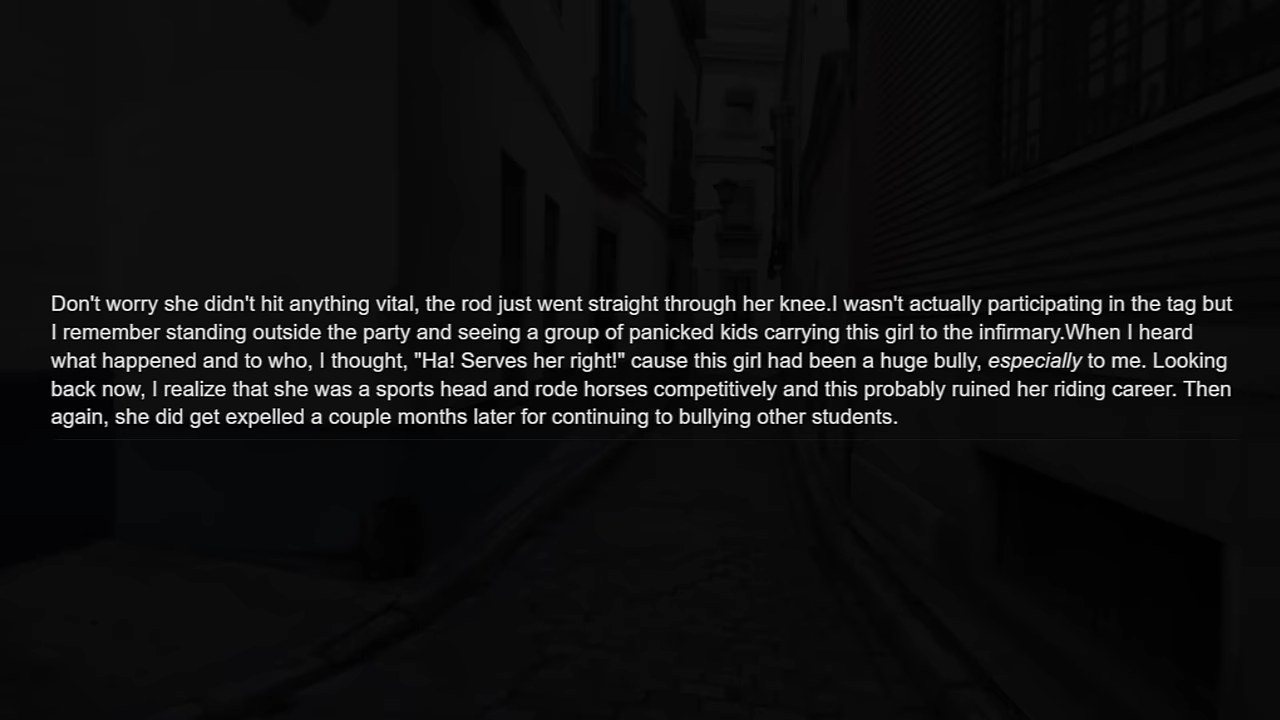 Don't worry she didn't hit anything vital, the rod just went straight through her knee.I wasn't actually participating in the tag but
I remember standing outside the party and seeing a group of panicked kids carrying this girl to the infirmary.When I heard
what happened and to who, I thought, "Ha! Serves her right!" cause this girl had been a huge bully, especially to me. Looking
back now, I realize that she was a sports head and rode horses competitively and this probably ruined her riding career. Then
again, she did get expelled a couple months later for continuing to bullying other students.